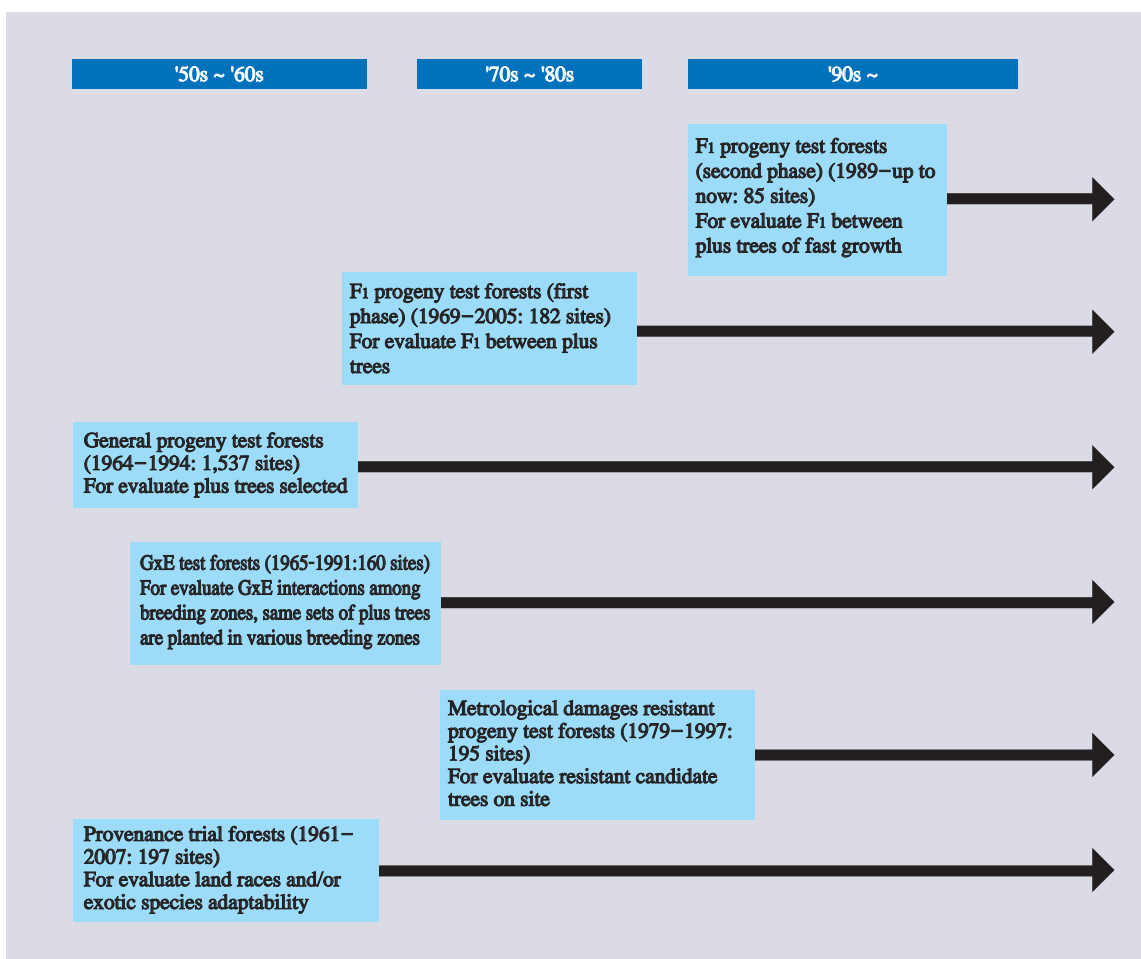 '50s ~ '60s
'70s ~ '80s
'90s ~
F1 progeny test forests
(second phase) (1989−up to
now: 85 sites)
For evaluate F1 between
plus trees of fast growth
F1 progeny test forests (first
phase) (1969−2005: 182 sites)
For evaluate F1 between plus
trees
General progeny test forests
(1964−1994: 1,537 sites)
For evaluate plus trees selected
GxE test forests (1965-1991:160 sites)
For evaluate GxE interactions among
breeding zones, same sets of plus trees
are planted in various breeding zones
Metrological damages resistant
progeny test forests (1979−1997:
195 sites)
For evaluate resistant candidate
trees on site
Provenance trial forests (1961−
2007: 197 sites)
For evaluate land races and/or
exotic species adaptability